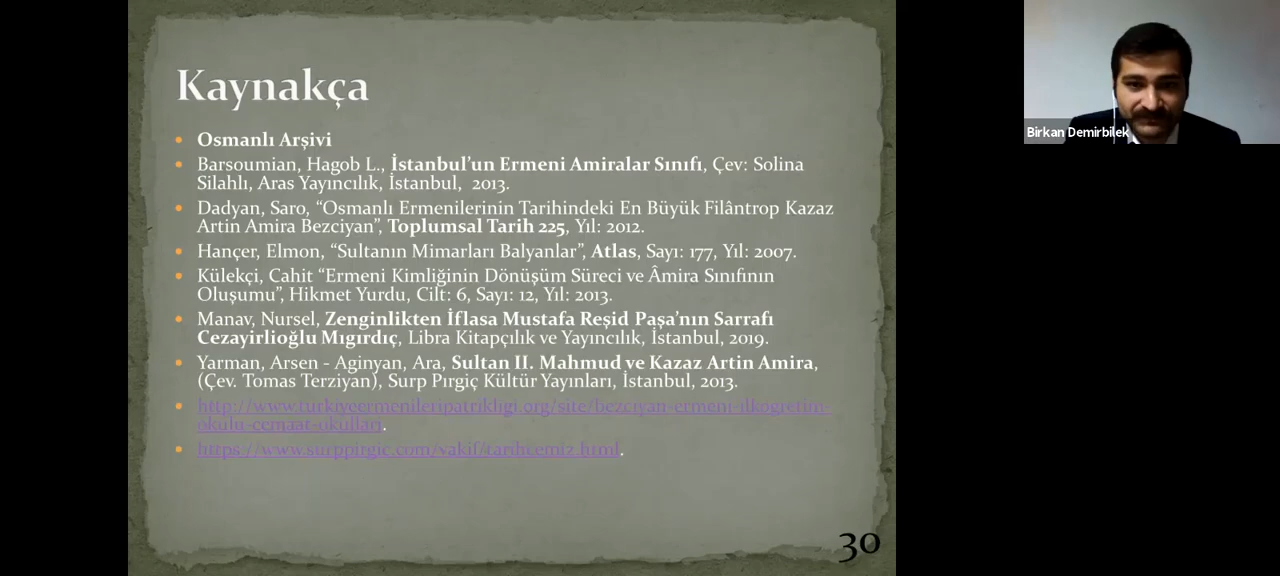 Kaynakça
• Osmanlı Arşivi
• Barsoumian, Hagob L., İstanbul'un Ermeni Amiralar Sınıfı, Çev: Solina
Silahlı, Aras Yayıncılık, İstanbul, 2013.
• Dadyan, Saro, “Osmanlı Ermenilerinin Tarihindeki En Büyük Filântrop Kazaz
Artin Amira Bezciyan”, Toplumsal Tarih 225, Yıl: 2012.
• Hançer, Elmon, “Sultanın Mimarları Balyanlar”, Atlas, Sayı: 177, Yıl: 2007.
• Külekçi, Cahit “Ermeni Kimliğinin Dönüşüm Süreci ve Âmira Sınıfının
Oluşumu”, Hikmet Yurdu, Cilt: 6, Sayı: 12, Yıl: 2013.
• Manav, Nursel, Zenginlikten İflasa Mustafa Reşid Paşa’nın Sarrafı
Cezayirlioğlu Mıgırdıç, Libra Kitapçılık ve Yayıncılık, İstanbul, 2019.
• Yarman, Arsen - Aginyan, Ara, Sultan II. Mahmud ve Kazaz Artin Amira,
(Çev. Tomas Terziyan), Surp Pırgiç Kültür Yayınları, İstanbul, 2013.
• http://www.turkiyeermenileripatrikligi.org/site/bezciyan-ermeni-ilkogretim-
okulu-cemaat-okullari.
• https://www.surppirgic.com/vakif/tarihcemiz.html.
30
Birkan Demirbilek